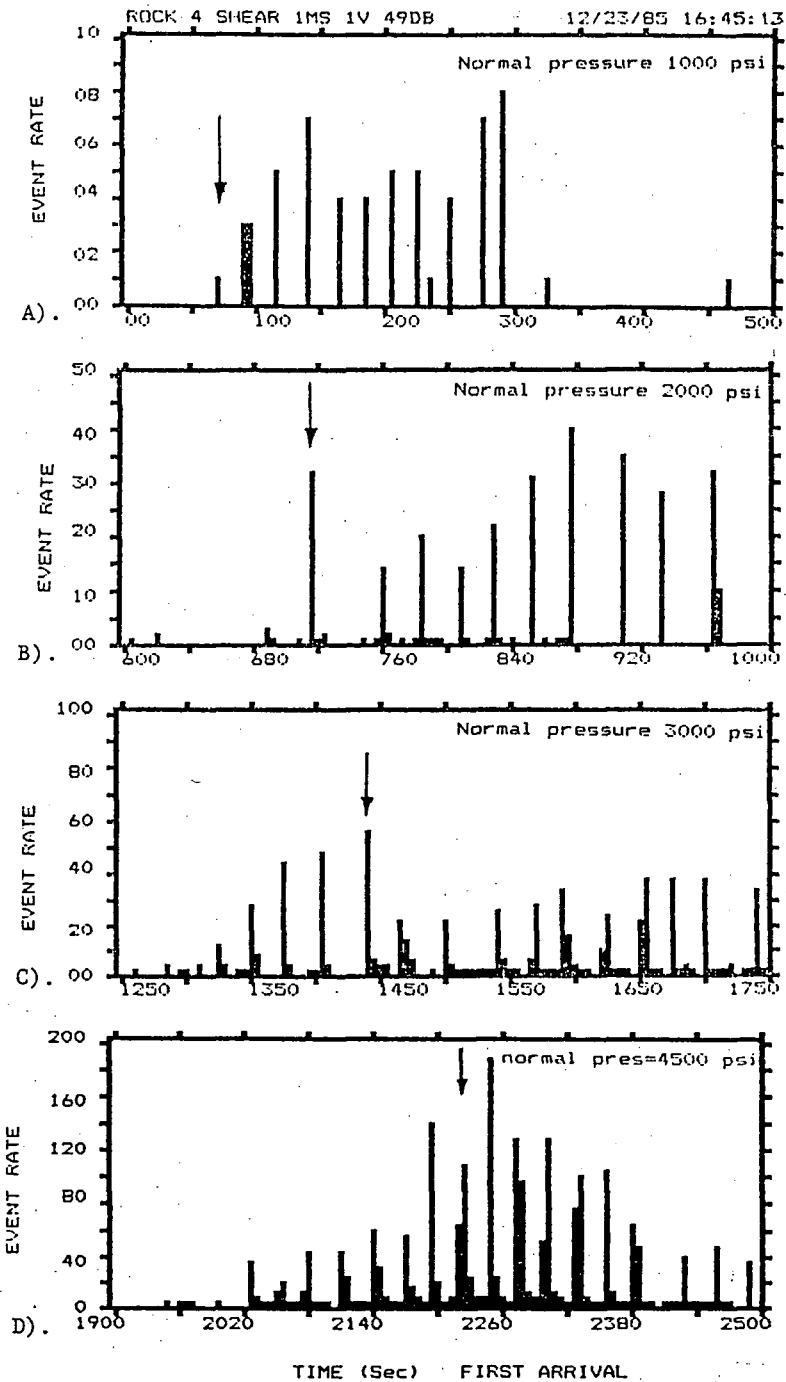 ROCK 4 SHEAR 1MS 1V 49DB 12/23/85 16:45:13
10
Normal pressure 1000 psi
08
06
04
02
00
EVENT RATE
A).
00 100 200 300 400 500
50
Normal pressure 2000 psi
40
30
20
10
00
EVENT RATE
B).
600 680 760 840 920 1000
100
Normal pressure 3000 psi
80
60
40
20
00
EVENT RATE
C).
1250 1350 1450 1550 1650 1750
200
normal pres=4500 psi
160
120
80
40
0
EVENT RATE
D).
1900 2020 2140 2260 2380 2500
TIME (Sec) FIRST ARRIVAL